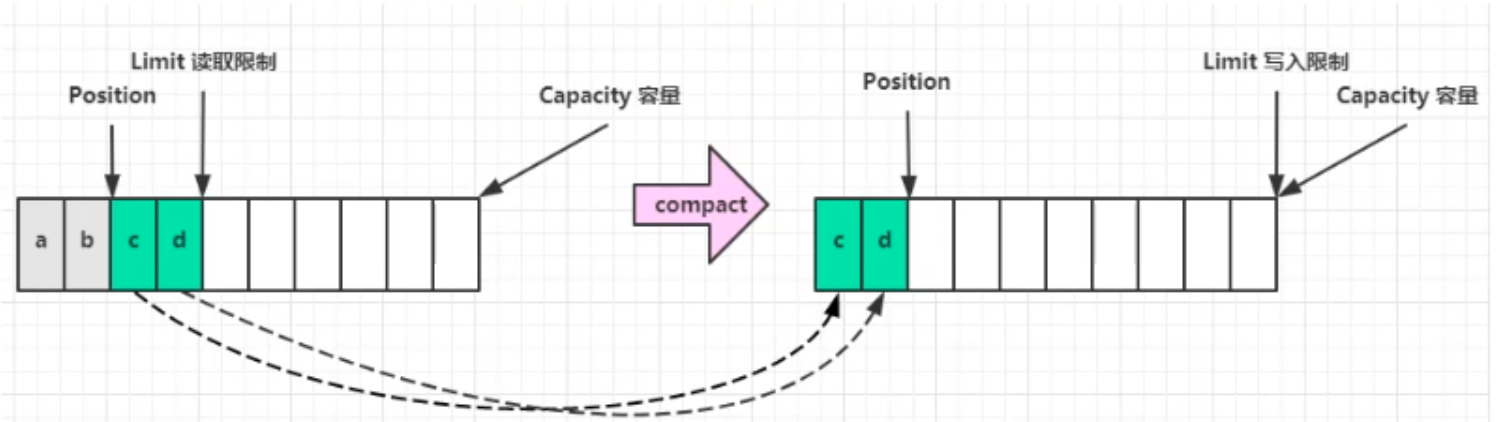 Limit 读取限制
Position
Capacity 容量
a b c d
compact
Limit 写入限制
Position
Capacity 容量
c d